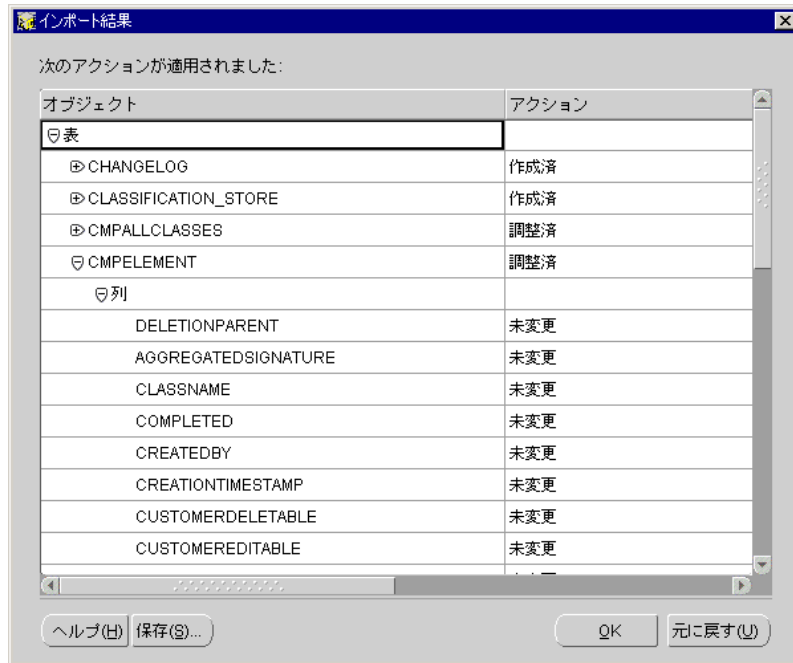 インポート結果
次のアクションが適用されました:
オブジェクト アクション
表
CHANGELOG 作成済
CLASSIFICATION_STORE 作成済
CMPALLCLASSES 調整済
CMPELEMENT 調整済
列
DELETIONPARENT 未変更
AGGREGATEDSIGNATURE 未変更
CLASSNAME 未変更
COMPLETED 未変更
CREATEDBY 未変更
CREATIONTIMESTAMP 未変更
CUSTOMERDELETABLE 未変更
CUSTOMEREDITABLE 未変更
ヘルプ(H) 保存(S)... OK 元に戻す(U)